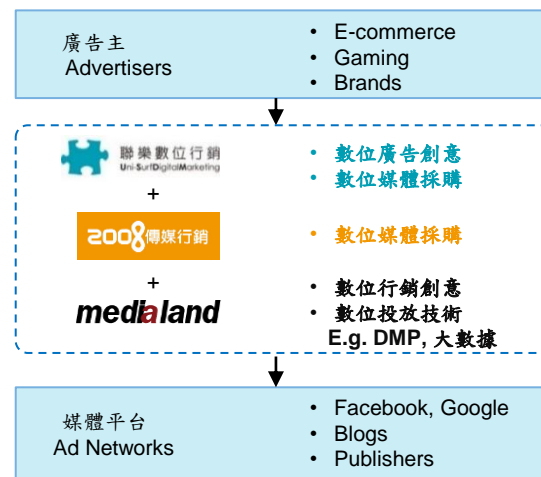 廣告主
Advertisers
• E-commerce
• Gaming
• Brands
聯樂數位行銷
Uni-SurfDigitalMarketing
• 數位廣告創意
• 數位媒體採購
+
2008傳媒行銷
• 數位媒體採購
+
medialand
• 數位行銷創意
• 數位投放技術
E.g. DMP, 大數據
媒體平台
Ad Networks
• Facebook, Google
• Blogs
• Publishers